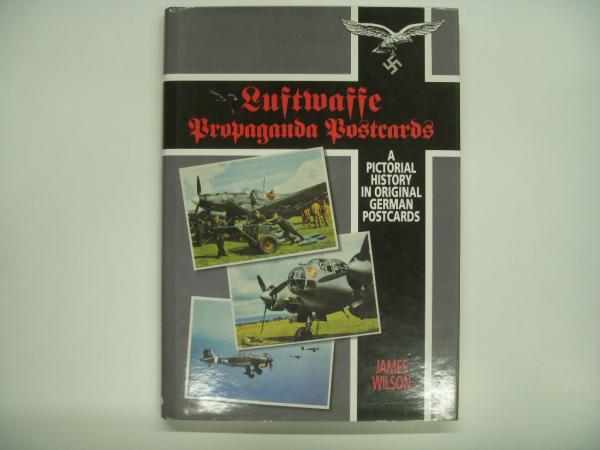 Luftwaffe
Propaganda Postcards
A
PICTORIAL
HISTORY
IN ORIGINAL
GERMAN
POSTCARDS
JAMES
WILSON